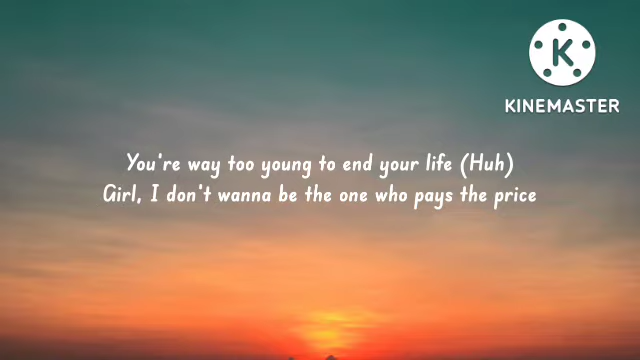 KINEMASTER
You're way too young to end your life (Huh)
Girl, I don't wanna be the one who pays the price